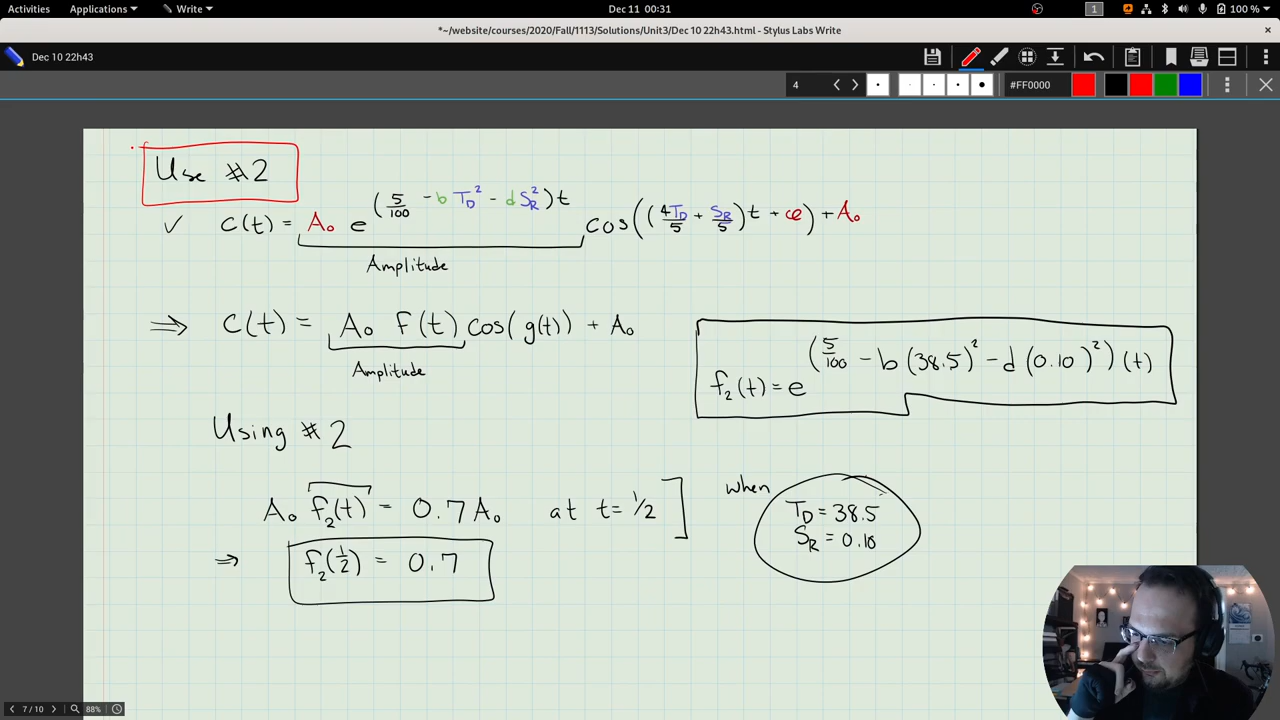 Activities Applications Write Dec 11 00:31 1 100 %
*~/website/courses/2020/Fall/1113/Solutions/Unit3/Dec 10 22h43.html - Stylus Labs Write
Dec 10 22h43
4 #FF0000
Use #2
✓ C(t) = A₀ e^((5/100 - b T_D² - d S_R²)t) cos((4T_D/5 + S_R/5)t + φ) + A₀
Amplitude
⇒ C(t) = A₀ f(t) cos(g(t)) + A₀
Amplitude
f₂(t) = e^((5/100 - b(38.5)² - d(0.10)²)(t))
Using #2
A₀ f₂(t) = 0.7A₀ at t = 1/2 ]
when
T_D = 38.5
S_R = 0.10
⇒ f₂(1/2) = 0.7
7 / 10 88%